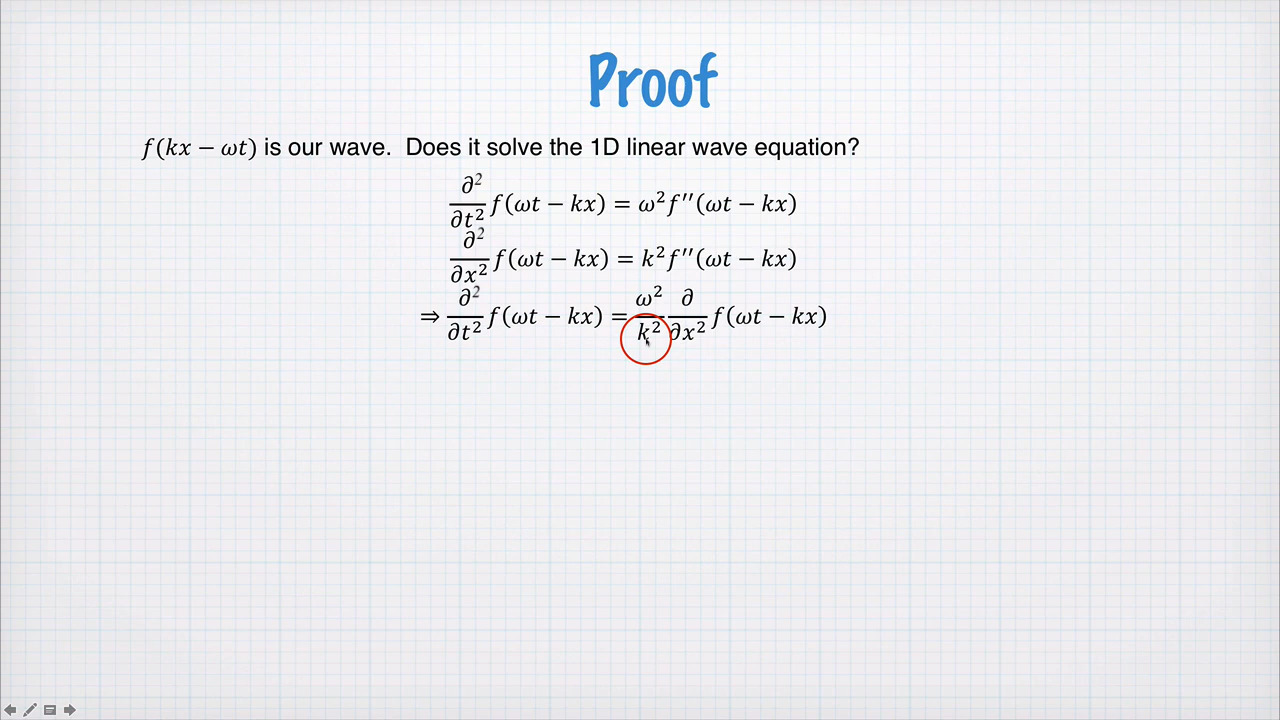 Proof
f(kx − ωt) is our wave. Does it solve the 1D linear wave equation?
∂²/∂t² f(ωt − kx) = ω²f′′(ωt − kx)
∂²/∂x² f(ωt − kx) = k²f′′(ωt − kx)
⇒ ∂²/∂t² f(ωt − kx) = ω²/k² ∂/∂x² f(ωt − kx)